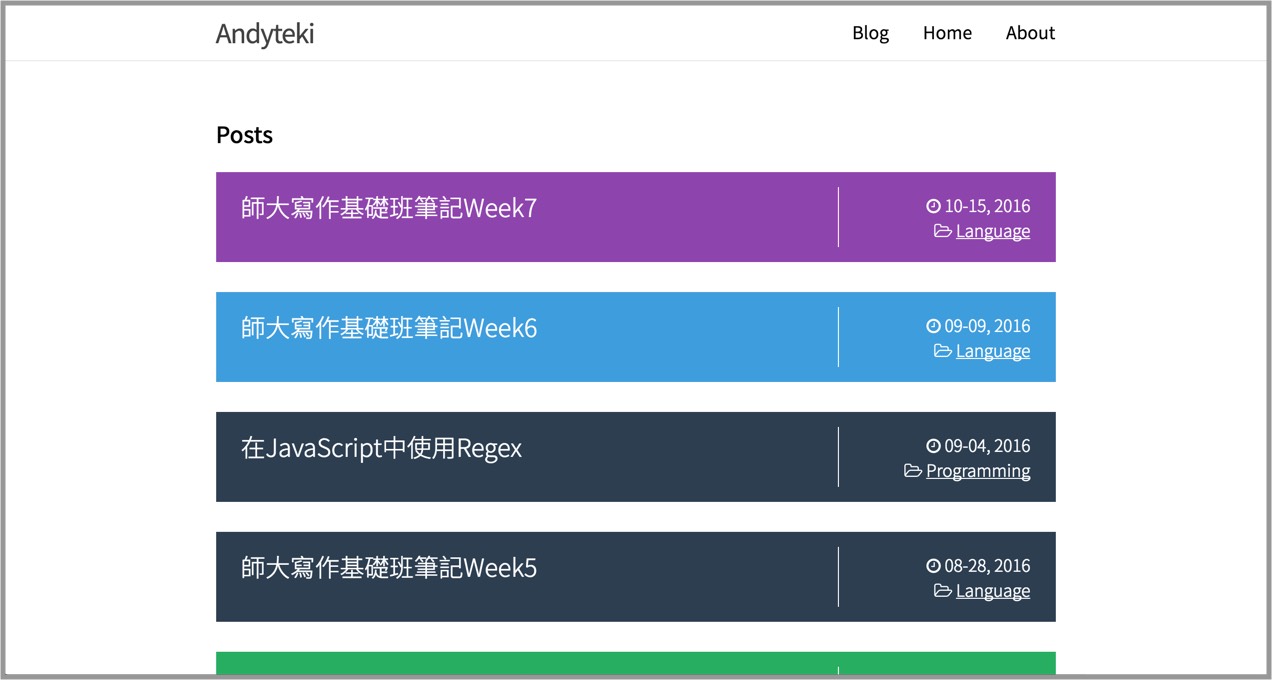 Andyteki
Blog Home About
Posts
師大寫作基礎班筆記Week7
10-15, 2016
Language
師大寫作基礎班筆記Week6
09-09, 2016
Language
在JavaScript中使用Regex
09-04, 2016
Programming
師大寫作基礎班筆記Week5
08-28, 2016
Language